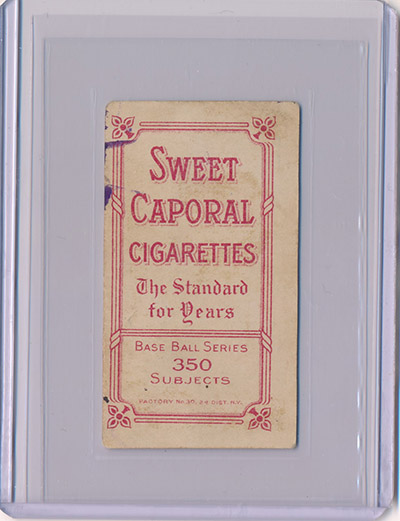 SWEET
CAPORAL
CIGARETTES
The Standard
for Years
BASE BALL SERIES
350
SUBJECTS
FACTORY No. 30, 2d DIST. N.Y.